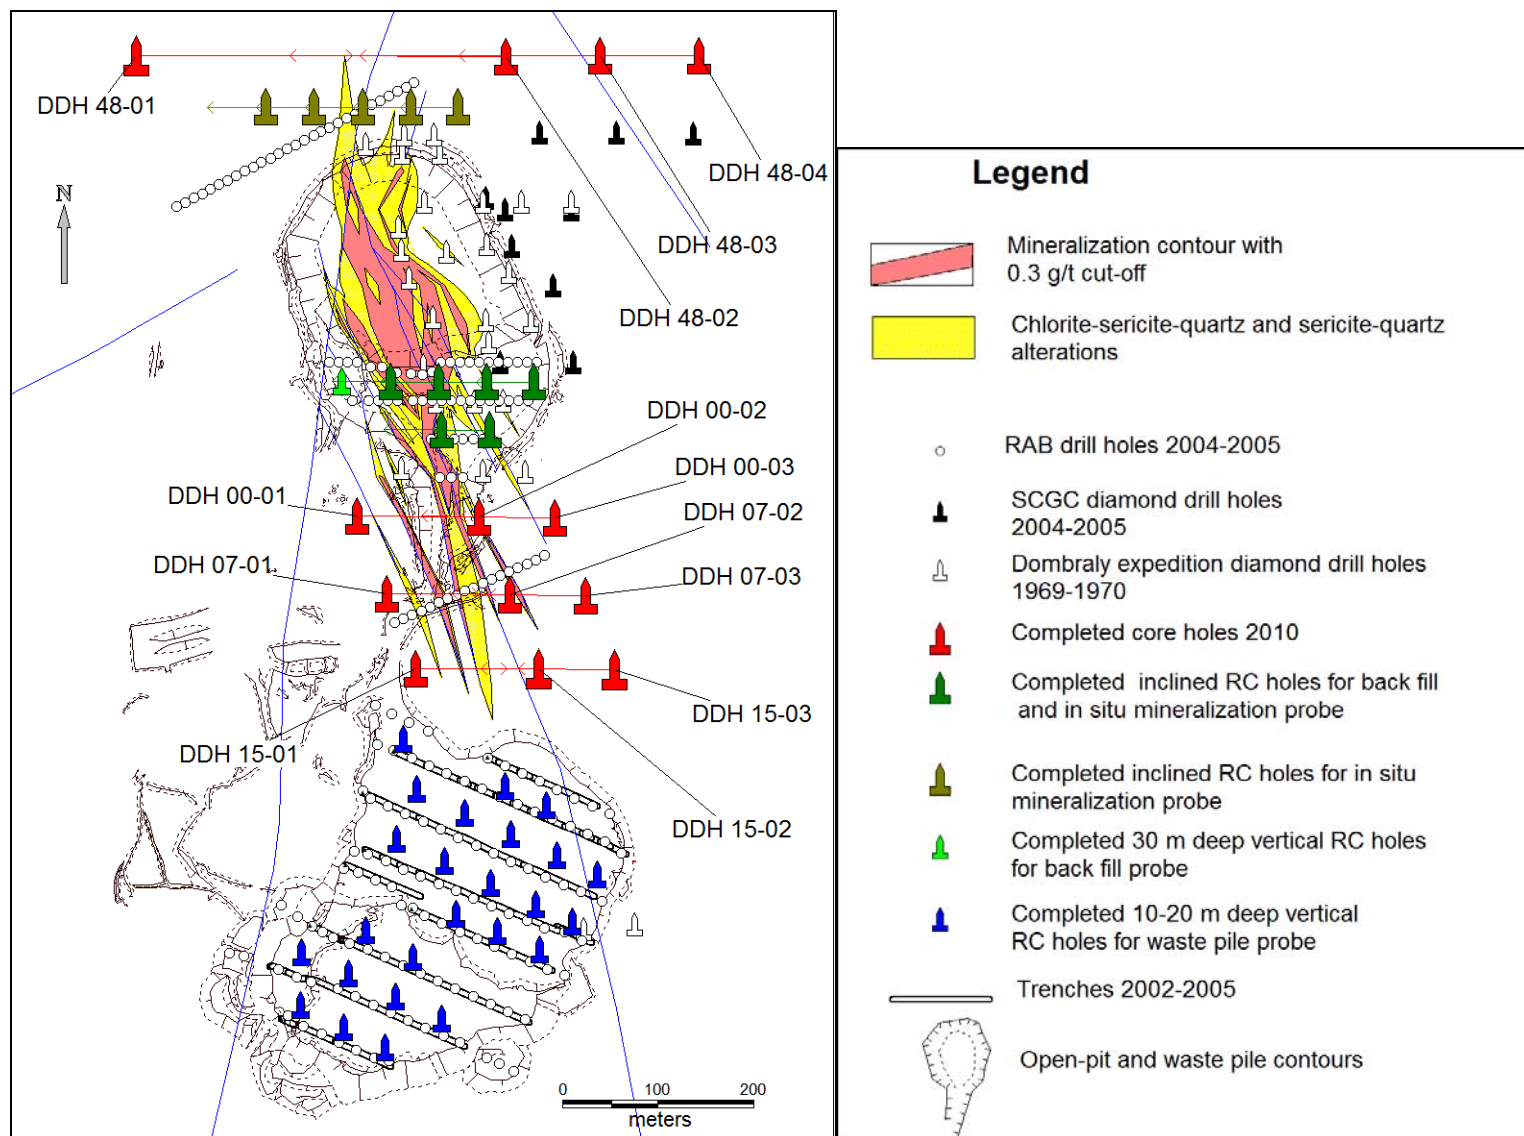 DDH 48-01
DDH 48-04
N
DDH 48-03
DDH 48-02
DDH 00-02
DDH 00-03
DDH 00-01
DDH 07-02
DDH 07-01
DDH 07-03
DDH 15-03
DDH 15-01
DDH 15-02
0 100 200
meters
Legend
Mineralization contour with
0.3 g/t cut-off
Chlorite-sericite-quartz and sericite-quartz
alterations
RAB drill holes 2004-2005
SCGC diamond drill holes
2004-2005
Dombraly expedition diamond drill holes
1969-1970
Completed core holes 2010
Completed inclined RC holes for back fill
and in situ mineralization probe
Completed inclined RC holes for in situ
mineralization probe
Completed 30 m deep vertical RC holes
for back fill probe
Completed 10-20 m deep vertical
RC holes for waste pile probe
Trenches 2002-2005
Open-pit and waste pile contours